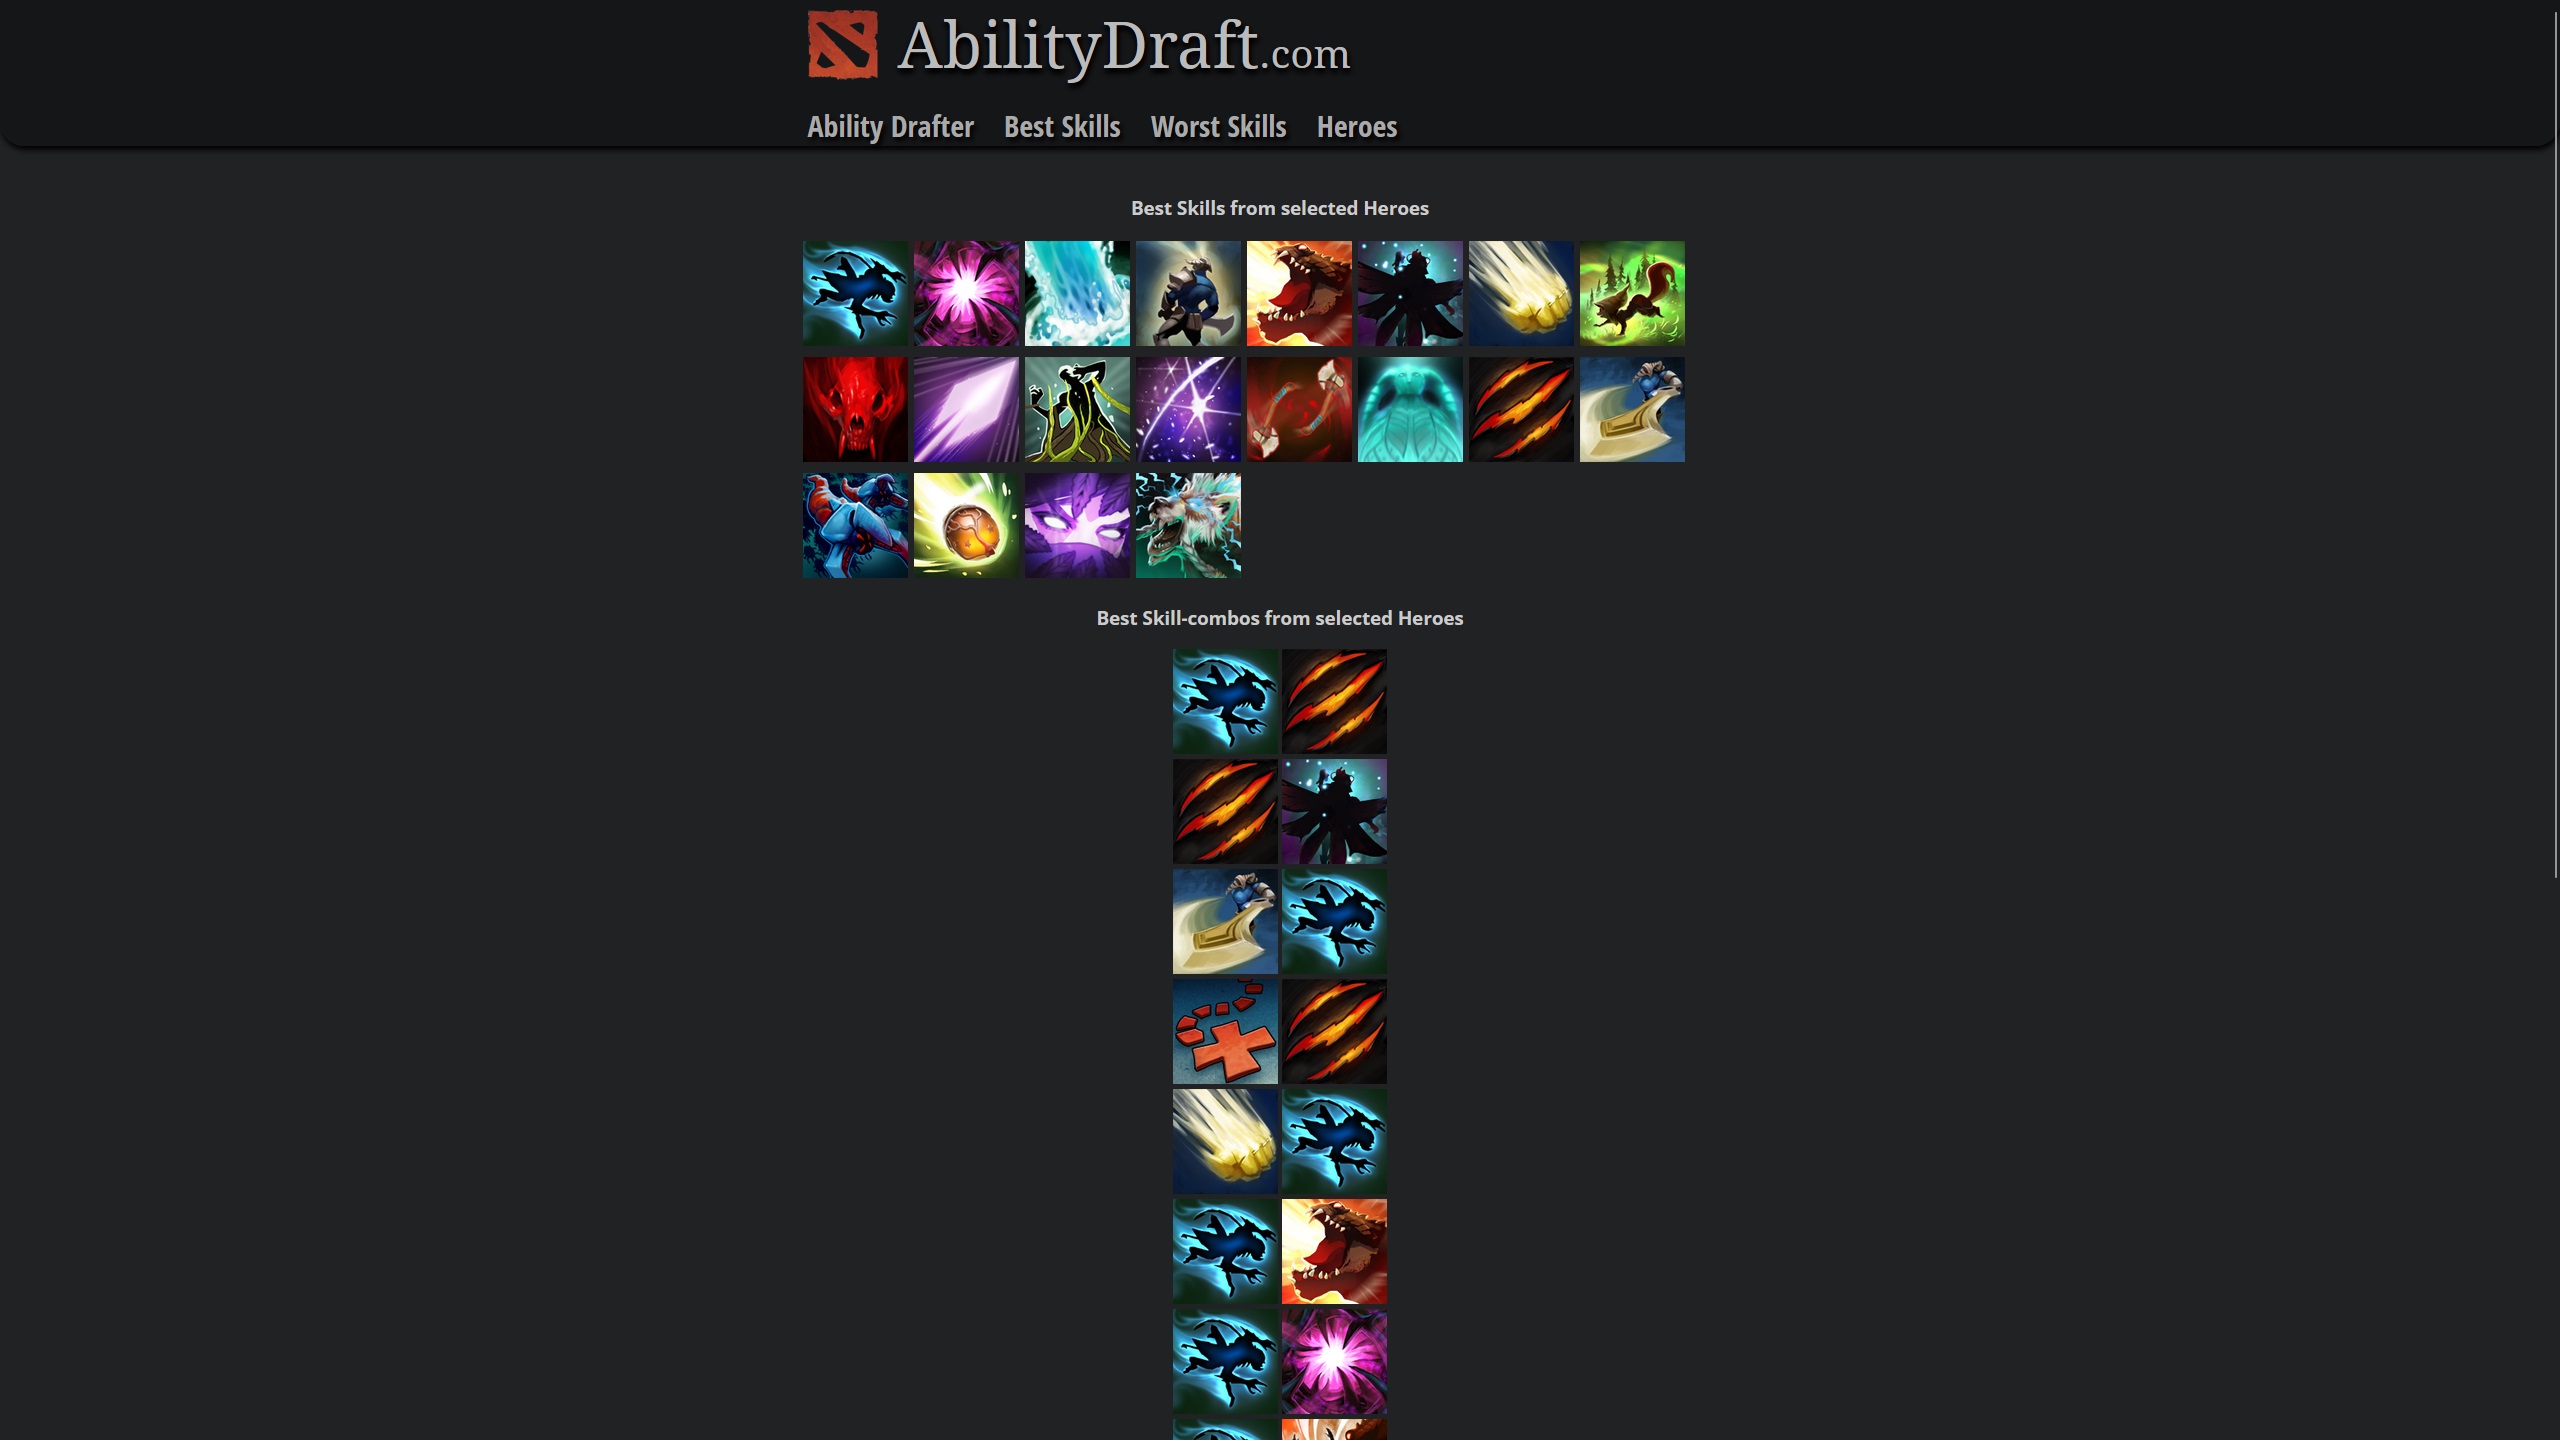 AbilityDraft.com
Ability Drafter Best Skills Worst Skills Heroes
Best Skills from selected Heroes
Best Skill-combos from selected Heroes